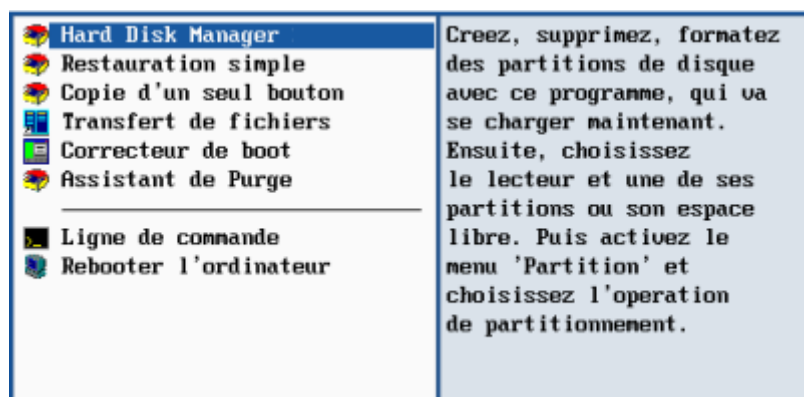 Hard Disk Manager
Restauration simple
Copie d'un seul bouton
Transfert de fichiers
Correcteur de boot
Assistant de Purge
Ligne de commande
Rebooter l'ordinateur
Creez, supprimez, formatez
des partitions de disque
avec ce programme, qui va
se charger maintenant.
Ensuite, choisissez
le lecteur et une de ses
partitions ou son espace
libre. Puis activez le
menu 'Partition' et
choisissez l'operation
de partitionnement.